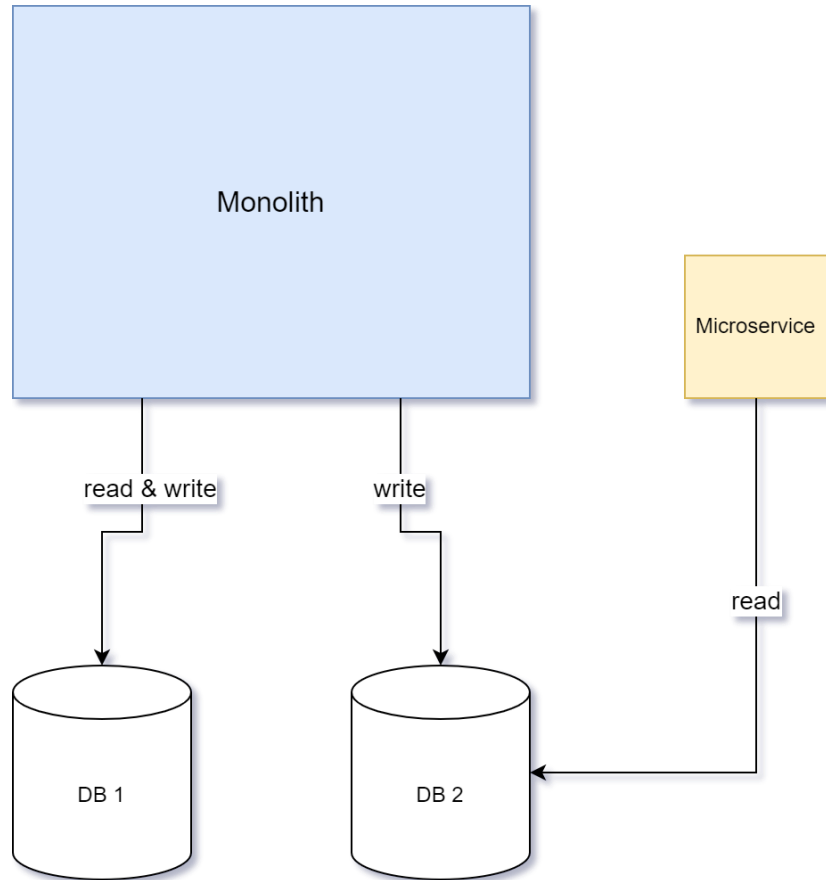 Monolith
Microservice
read & write
write
read
DB 1
DB 2